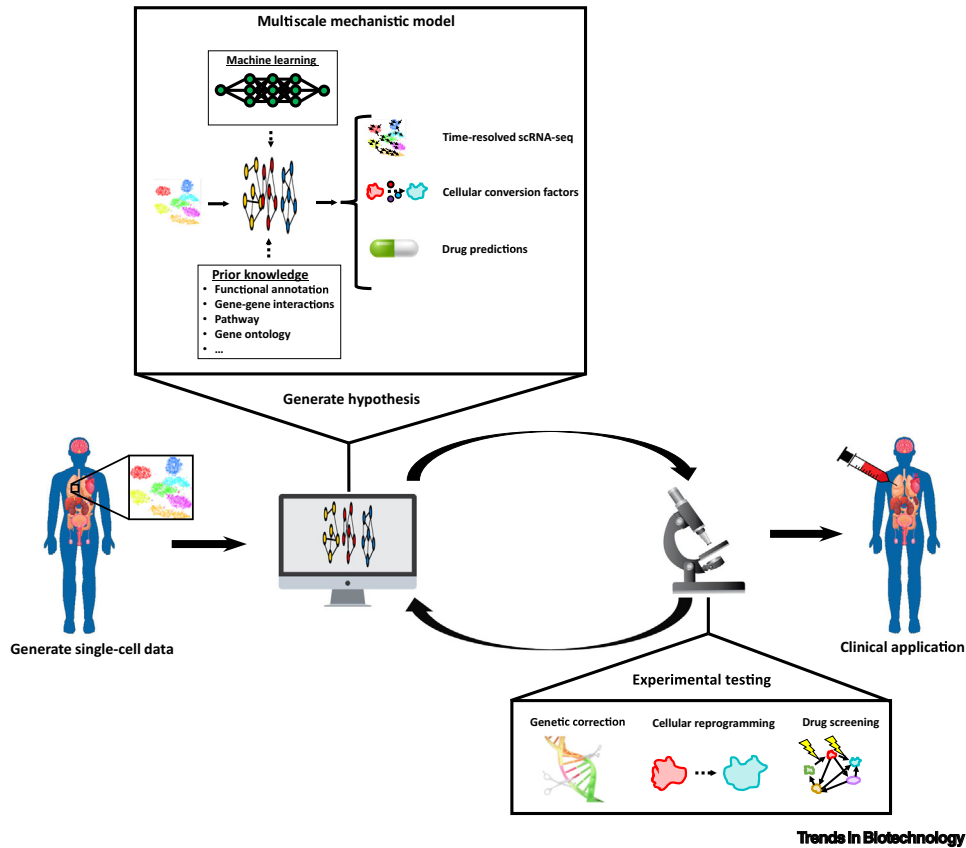 Multiscale mechanistic model
Machine learning
Time-resolved scRNA-seq
Cellular conversion factors
Drug predictions
Prior knowledge
• Functional annotation
• Gene-gene interactions
• Pathway
• Gene ontology
• ...
Generate hypothesis
Generate single-cell data
Clinical application
Experimental testing
Genetic correction
Cellular reprogramming
Drug screening
Trends in Biotechnology